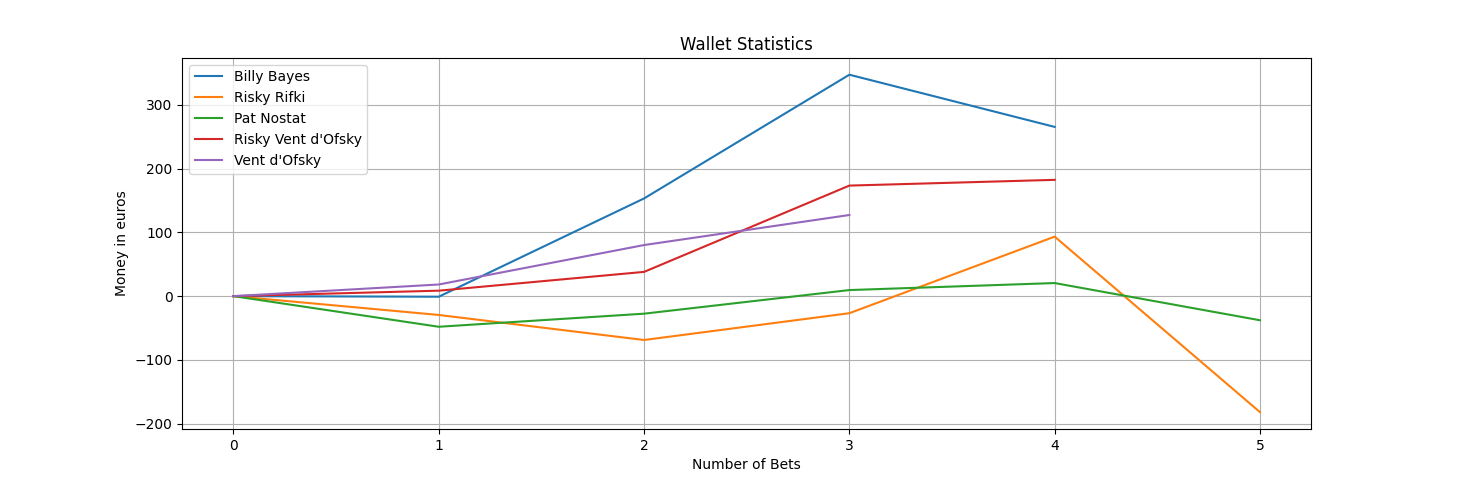 Wallet Statistics
Billy Bayes
Risky Rifki
Pat Nostat
Risky Vent d'Ofsky
Vent d'Ofsky
300
200
100
0
−100
−200
Money in euros
0 1 2 3 4 5
Number of Bets